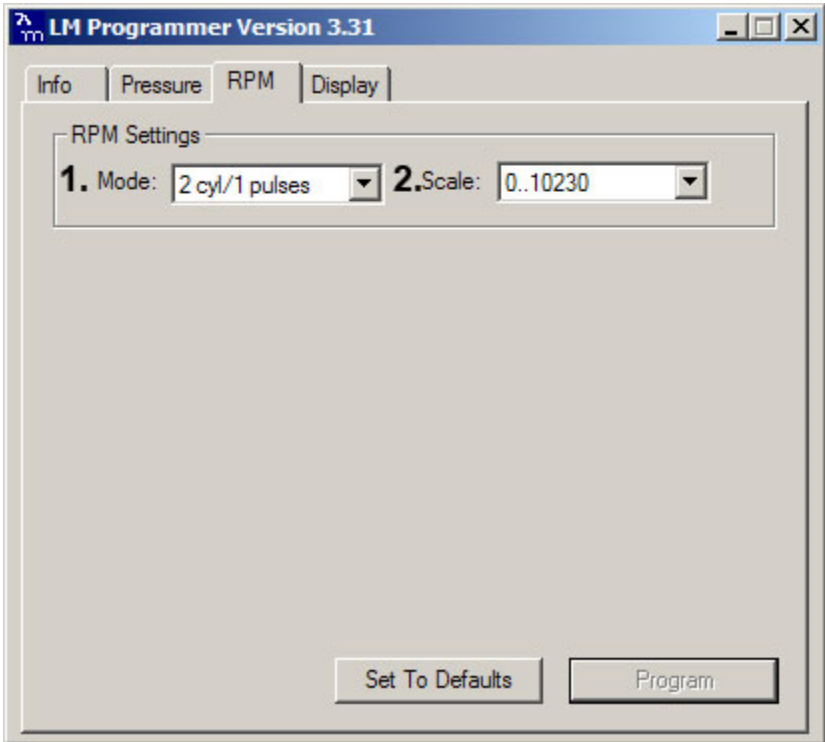 LM Programmer Version 3.31
Info Pressure RPM Display
RPM Settings
1. Mode: 2 cyl/1 pulses 2. Scale: 0..10230
Set To Defaults Program